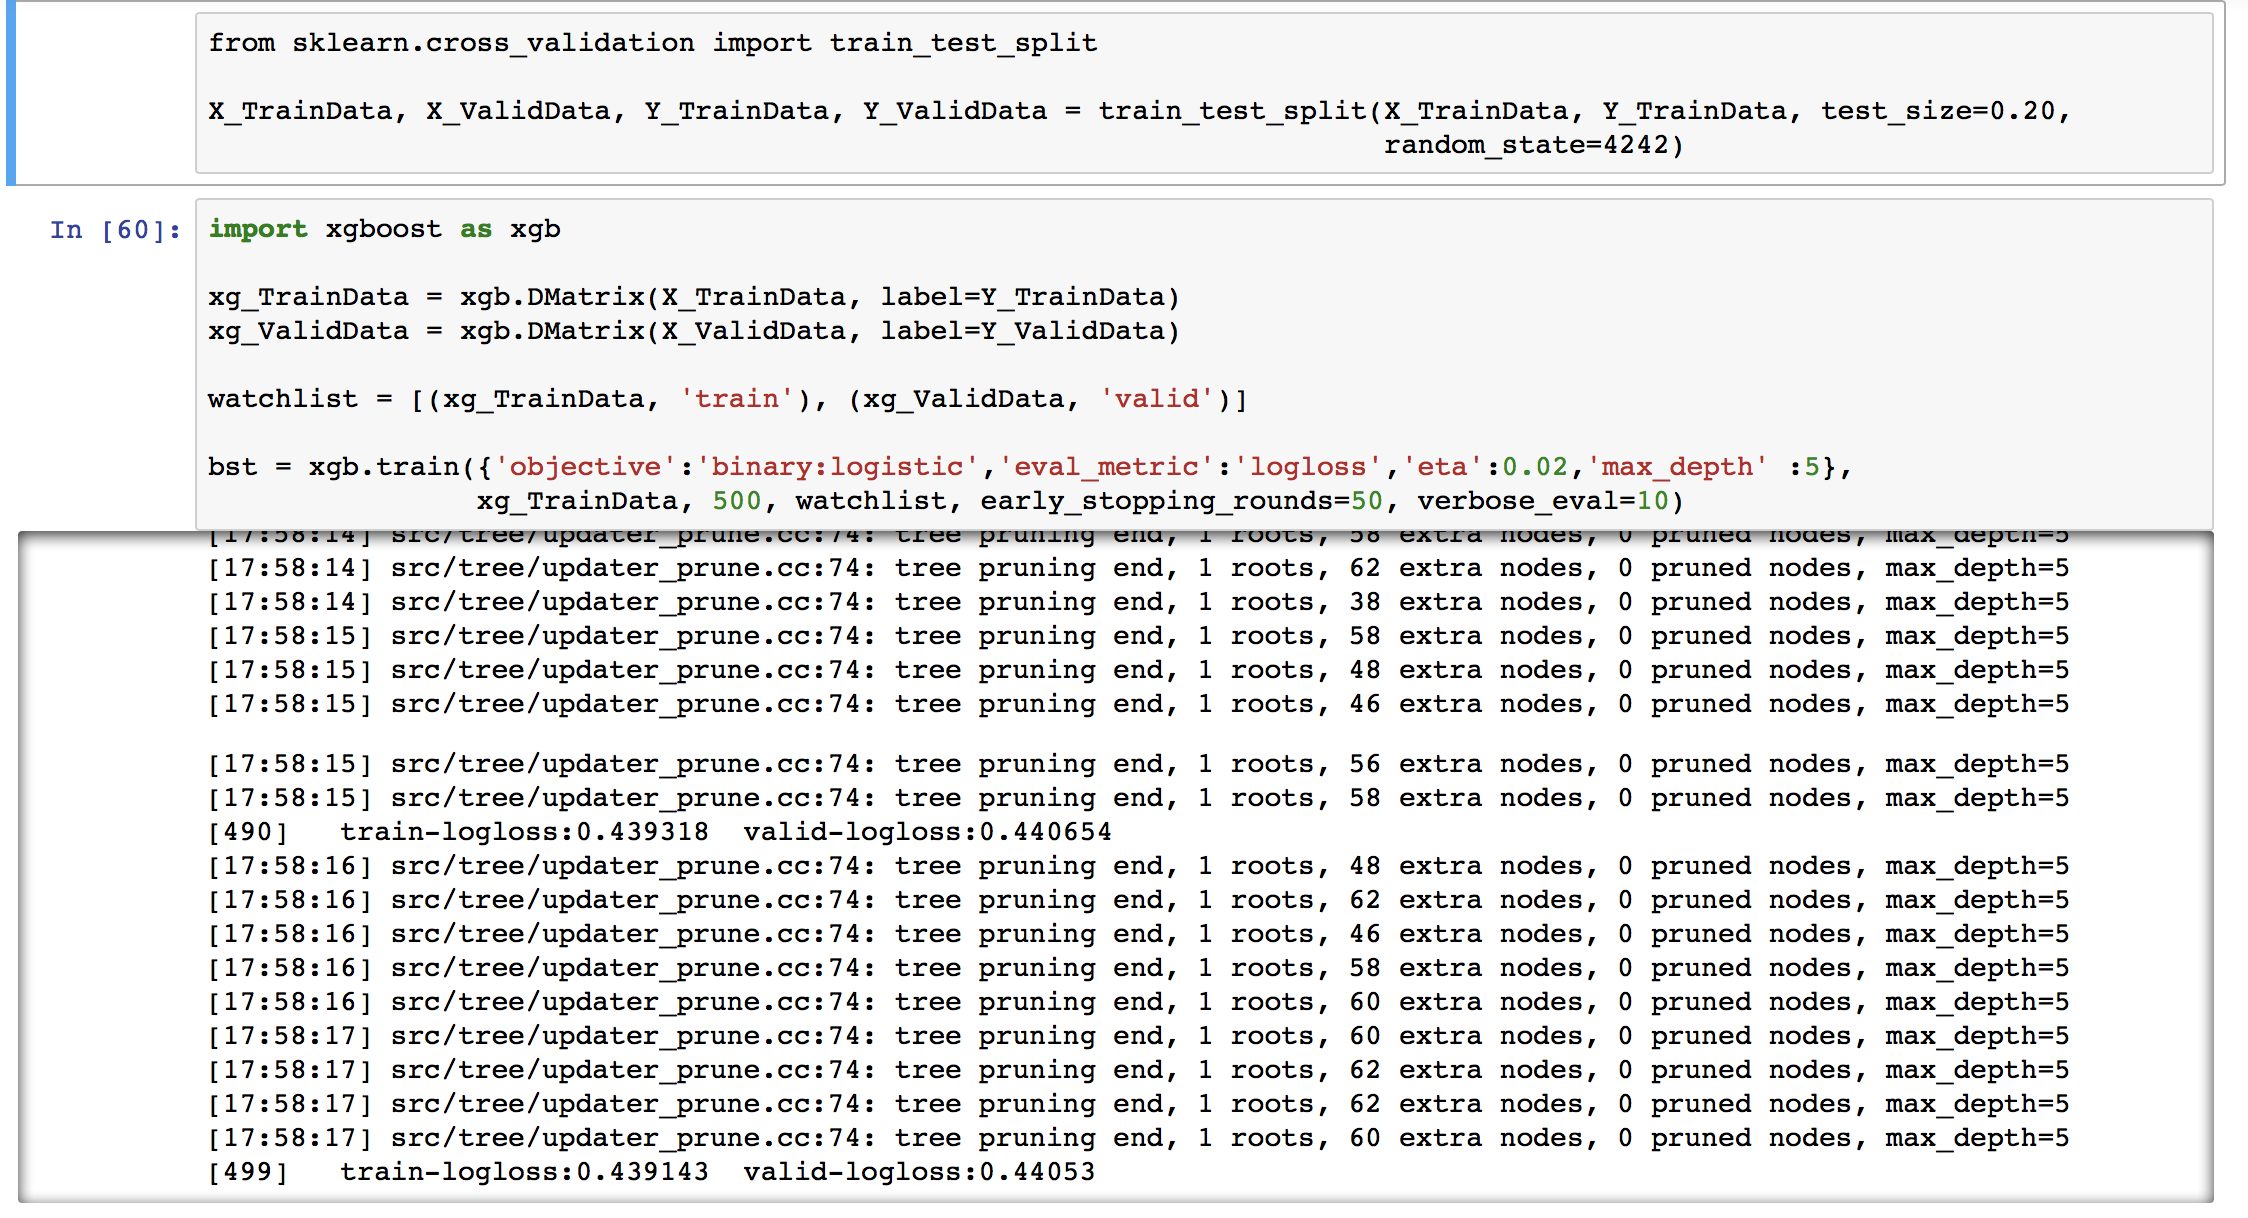 from sklearn.cross_validation import train_test_split
X_TrainData, X_ValidData, Y_TrainData, Y_ValidData = train_test_split(X_TrainData, Y_TrainData, test_size=0.20,
random_state=4242)
In [60]: import xgboost as xgb
xg_TrainData = xgb.DMatrix(X_TrainData, label=Y_TrainData)
xg_ValidData = xgb.DMatrix(X_ValidData, label=Y_ValidData)
watchlist = [(xg_TrainData, 'train'), (xg_ValidData, 'valid')]
bst = xgb.train({'objective':'binary:logistic','eval_metric':'logloss','eta':0.02,'max_depth' :5},
xg_TrainData, 500, watchlist, early_stopping_rounds=50, verbose_eval=10)
[17:58:14] src/tree/updater_prune.cc:74: tree pruning end, 1 roots, 58 extra nodes, 0 pruned nodes, max_depth=5
[17:58:14] src/tree/updater_prune.cc:74: tree pruning end, 1 roots, 62 extra nodes, 0 pruned nodes, max_depth=5
[17:58:14] src/tree/updater_prune.cc:74: tree pruning end, 1 roots, 38 extra nodes, 0 pruned nodes, max_depth=5
[17:58:15] src/tree/updater_prune.cc:74: tree pruning end, 1 roots, 58 extra nodes, 0 pruned nodes, max_depth=5
[17:58:15] src/tree/updater_prune.cc:74: tree pruning end, 1 roots, 48 extra nodes, 0 pruned nodes, max_depth=5
[17:58:15] src/tree/updater_prune.cc:74: tree pruning end, 1 roots, 46 extra nodes, 0 pruned nodes, max_depth=5
[17:58:15] src/tree/updater_prune.cc:74: tree pruning end, 1 roots, 56 extra nodes, 0 pruned nodes, max_depth=5
[17:58:15] src/tree/updater_prune.cc:74: tree pruning end, 1 roots, 58 extra nodes, 0 pruned nodes, max_depth=5
[490] train-logloss:0.439318 valid-logloss:0.440654
[17:58:16] src/tree/updater_prune.cc:74: tree pruning end, 1 roots, 48 extra nodes, 0 pruned nodes, max_depth=5
[17:58:16] src/tree/updater_prune.cc:74: tree pruning end, 1 roots, 62 extra nodes, 0 pruned nodes, max_depth=5
[17:58:16] src/tree/updater_prune.cc:74: tree pruning end, 1 roots, 46 extra nodes, 0 pruned nodes, max_depth=5
[17:58:16] src/tree/updater_prune.cc:74: tree pruning end, 1 roots, 58 extra nodes, 0 pruned nodes, max_depth=5
[17:58:16] src/tree/updater_prune.cc:74: tree pruning end, 1 roots, 60 extra nodes, 0 pruned nodes, max_depth=5
[17:58:17] src/tree/updater_prune.cc:74: tree pruning end, 1 roots, 60 extra nodes, 0 pruned nodes, max_depth=5
[17:58:17] src/tree/updater_prune.cc:74: tree pruning end, 1 roots, 62 extra nodes, 0 pruned nodes, max_depth=5
[17:58:17] src/tree/updater_prune.cc:74: tree pruning end, 1 roots, 62 extra nodes, 0 pruned nodes, max_depth=5
[17:58:17] src/tree/updater_prune.cc:74: tree pruning end, 1 roots, 60 extra nodes, 0 pruned nodes, max_depth=5
[499] train-logloss:0.439143 valid-logloss:0.44053